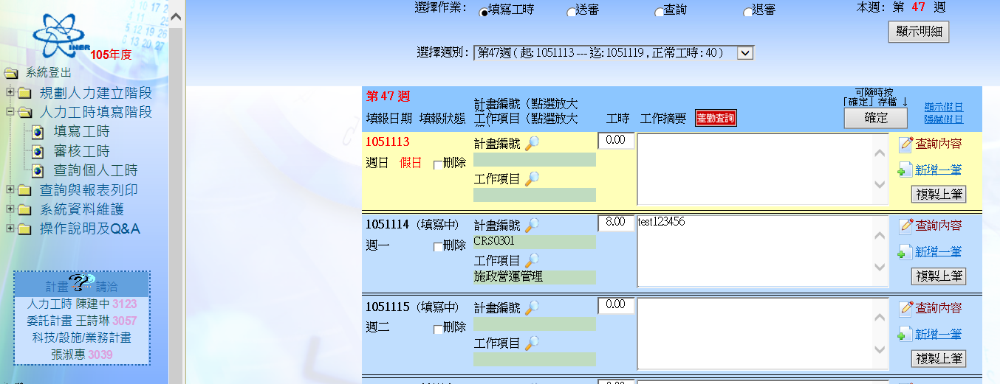 INER
105年度
系統登出
規劃人力建立階段
人力工時填寫階段
填寫工時
審核工時
查詢個人工時
查詢與報表列印
系統資料維護
操作說明及Q&A
計畫 請洽
人力工時 陳建中 3123
委託計畫 王詩琳 3057
科技/設施/業務計畫
張淑惠 3039
選擇作業: 填寫工時 送審 查詢 退審 本週: 第 47 週
顯示明細
選擇週別: 第47週 ( 起: 1051113 --- 迄: 1051119 , 正常工時 : 40 )
第 47 週
填報日期 填報狀態
計畫編號 (點選放大
工作項目 (點選放大
工時 工作摘要 差勤查詢
可隨時按
「確定」存檔 ↓
確定
顯示假日
隱藏假日
1051113
週日 假日 刪除
計畫編號
工作項目
0.00
查詢內容
新增一筆
複製上筆
1051114 (填寫中)
週一 刪除
計畫編號
CRS0301
工作項目
施政營運管理
8.00
test123456
查詢內容
新增一筆
複製上筆
1051115 (填寫中)
週二 刪除
計畫編號
工作項目
0.00
查詢內容
新增一筆
複製上筆